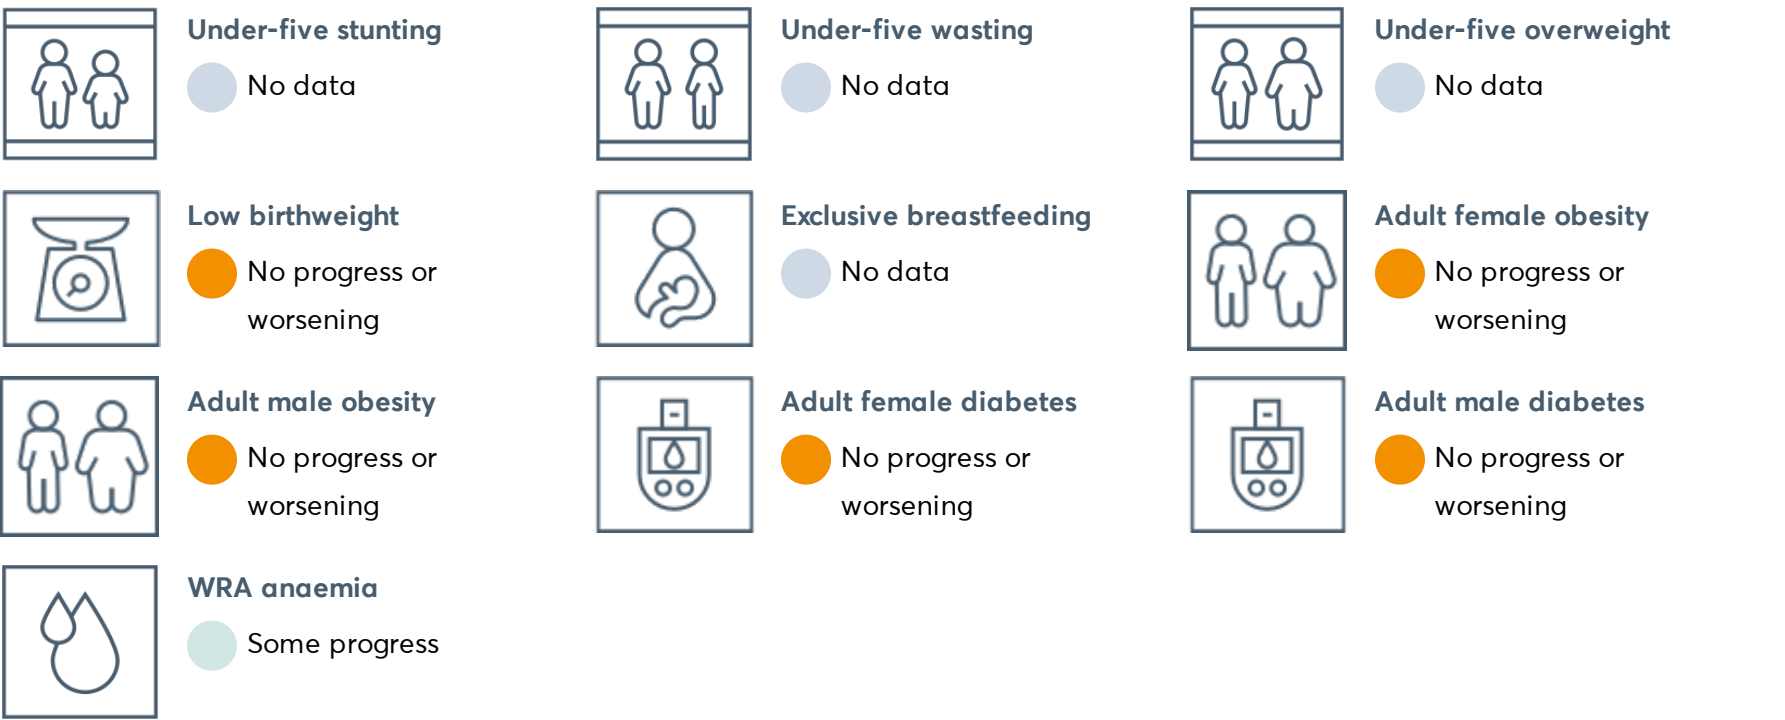 Under-five stunting
No data
Under-five wasting
No data
Under-five overweight
No data
Low birthweight
No progress or
worsening
Exclusive breastfeeding
No data
Adult female obesity
No progress or
worsening
Adult male obesity
No progress or
worsening
Adult female diabetes
No progress or
worsening
Adult male diabetes
No progress or
worsening
WRA anaemia
Some progress